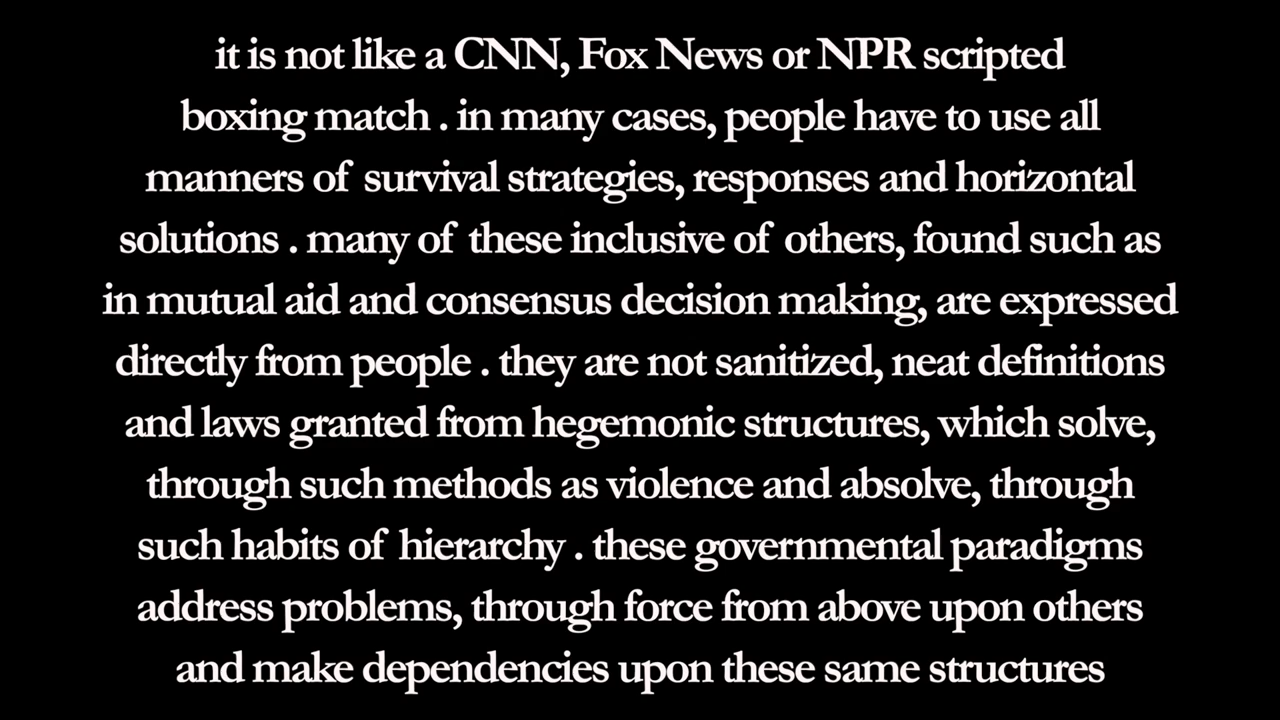 it is not like a CNN, Fox News or NPR scripted
boxing match . in many cases, people have to use all
manners of survival strategies, responses and horizontal
solutions . many of these inclusive of others, found such as
in mutual aid and consensus decision making, are expressed
directly from people . they are not sanitized, neat definitions
and laws granted from hegemonic structures, which solve,
through such methods as violence and absolve, through
such habits of hierarchy . these governmental paradigms
address problems, through force from above upon others
and make dependencies upon these same structures